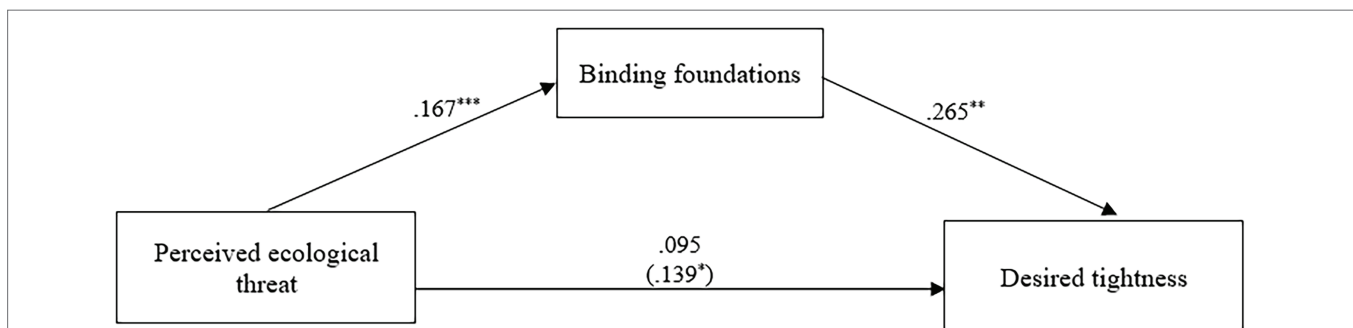 Binding foundations
.167***
.265**
Perceived ecological
threat
.095
(.139*)
Desired tightness